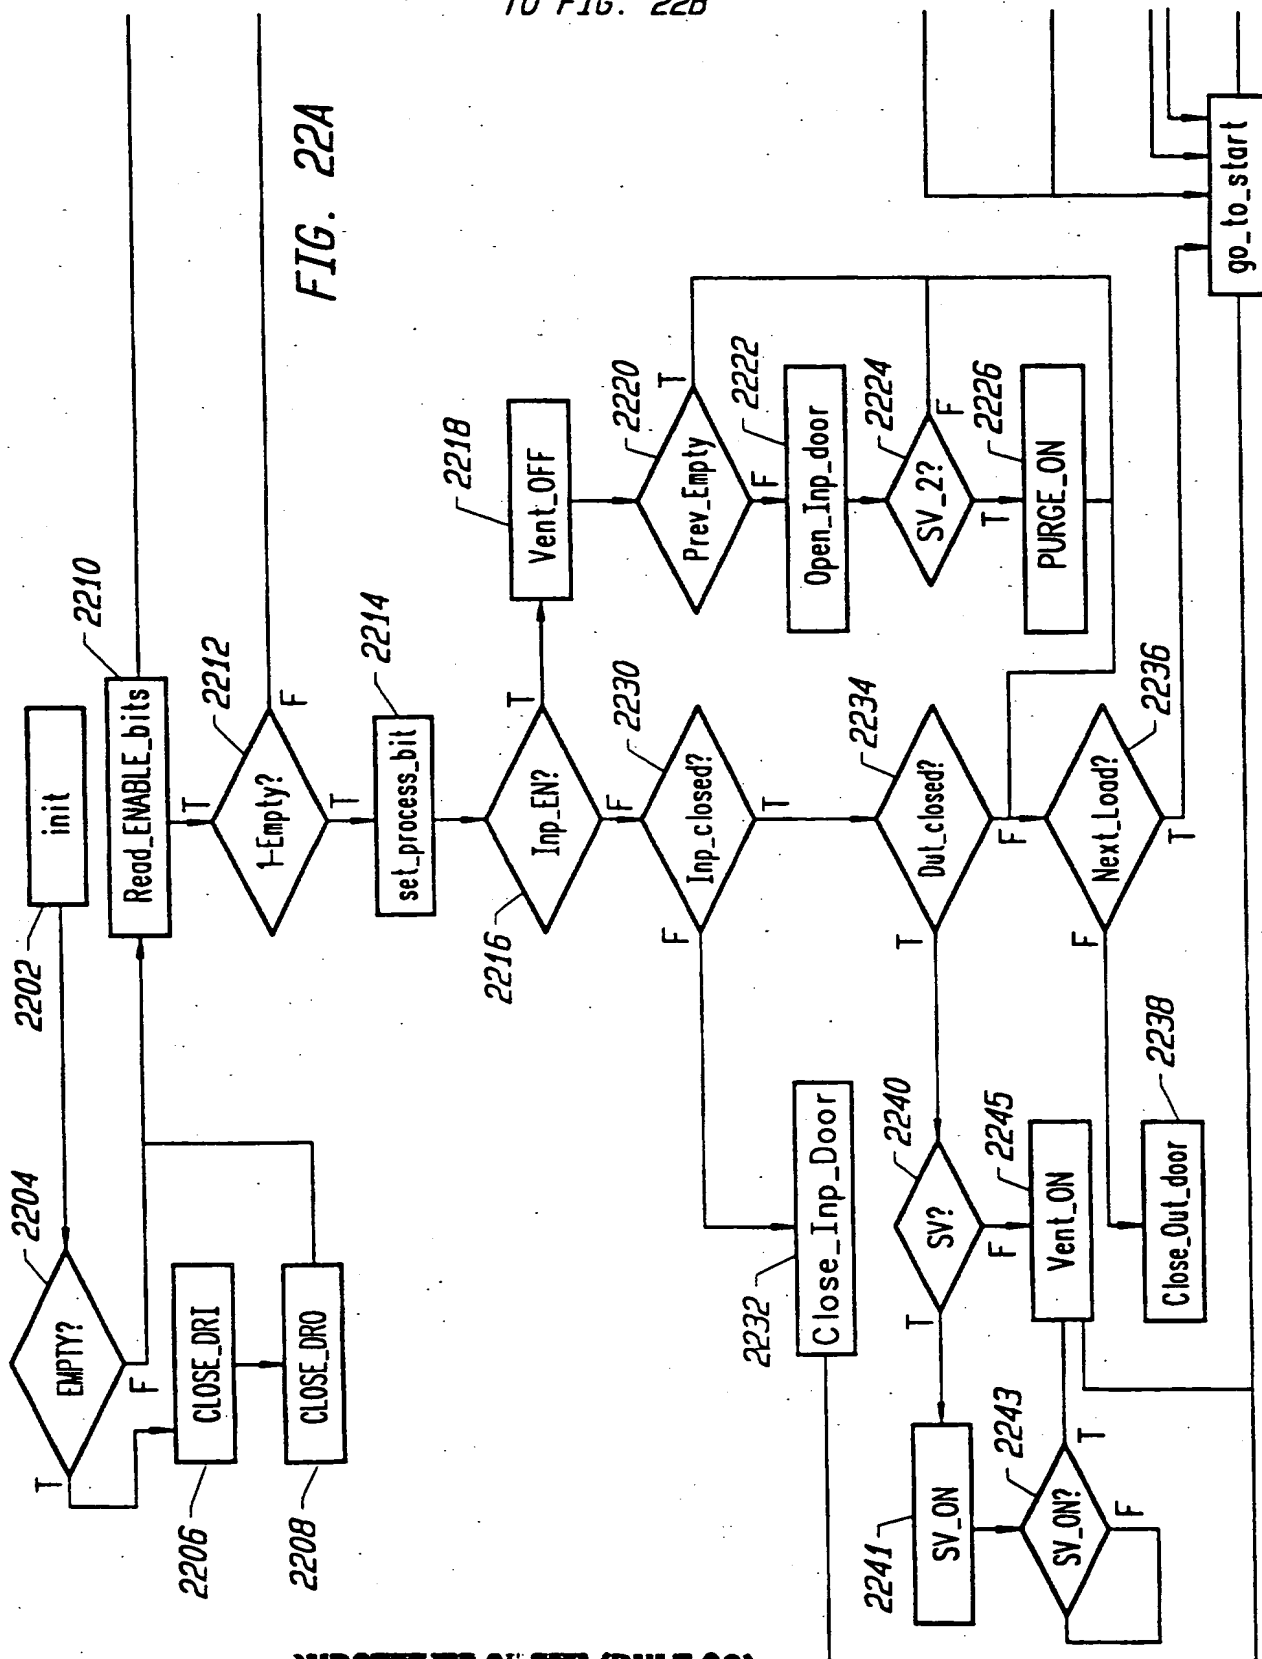 TO FIG. 22B
FIG. 22A
init
2202
EMPTY?
2204
T
F
CLOSE_DRI
2206
CLOSE_DRO
2208
Read_ENABLE_bits
2210
T
1-Empty?
2212
F
T
set_process_bit
2214
Inp_EN?
2216
T
F
Vent_OFF
2218
Prev_Empty
2220
T
F
Open_Inp_door
2222
SV_2?
2224
F
T
PURGE_ON
2226
Inp_closed?
2230
F
T
Close_Inp_Door
2232
Out_closed?
2234
T
F
Next_Load?
2236
F
T
Close_Out_door
2238
SV?
2240
T
F
SV_ON
2241
SV_ON?
2243
T
F
Vent_ON
2245
go_to_start